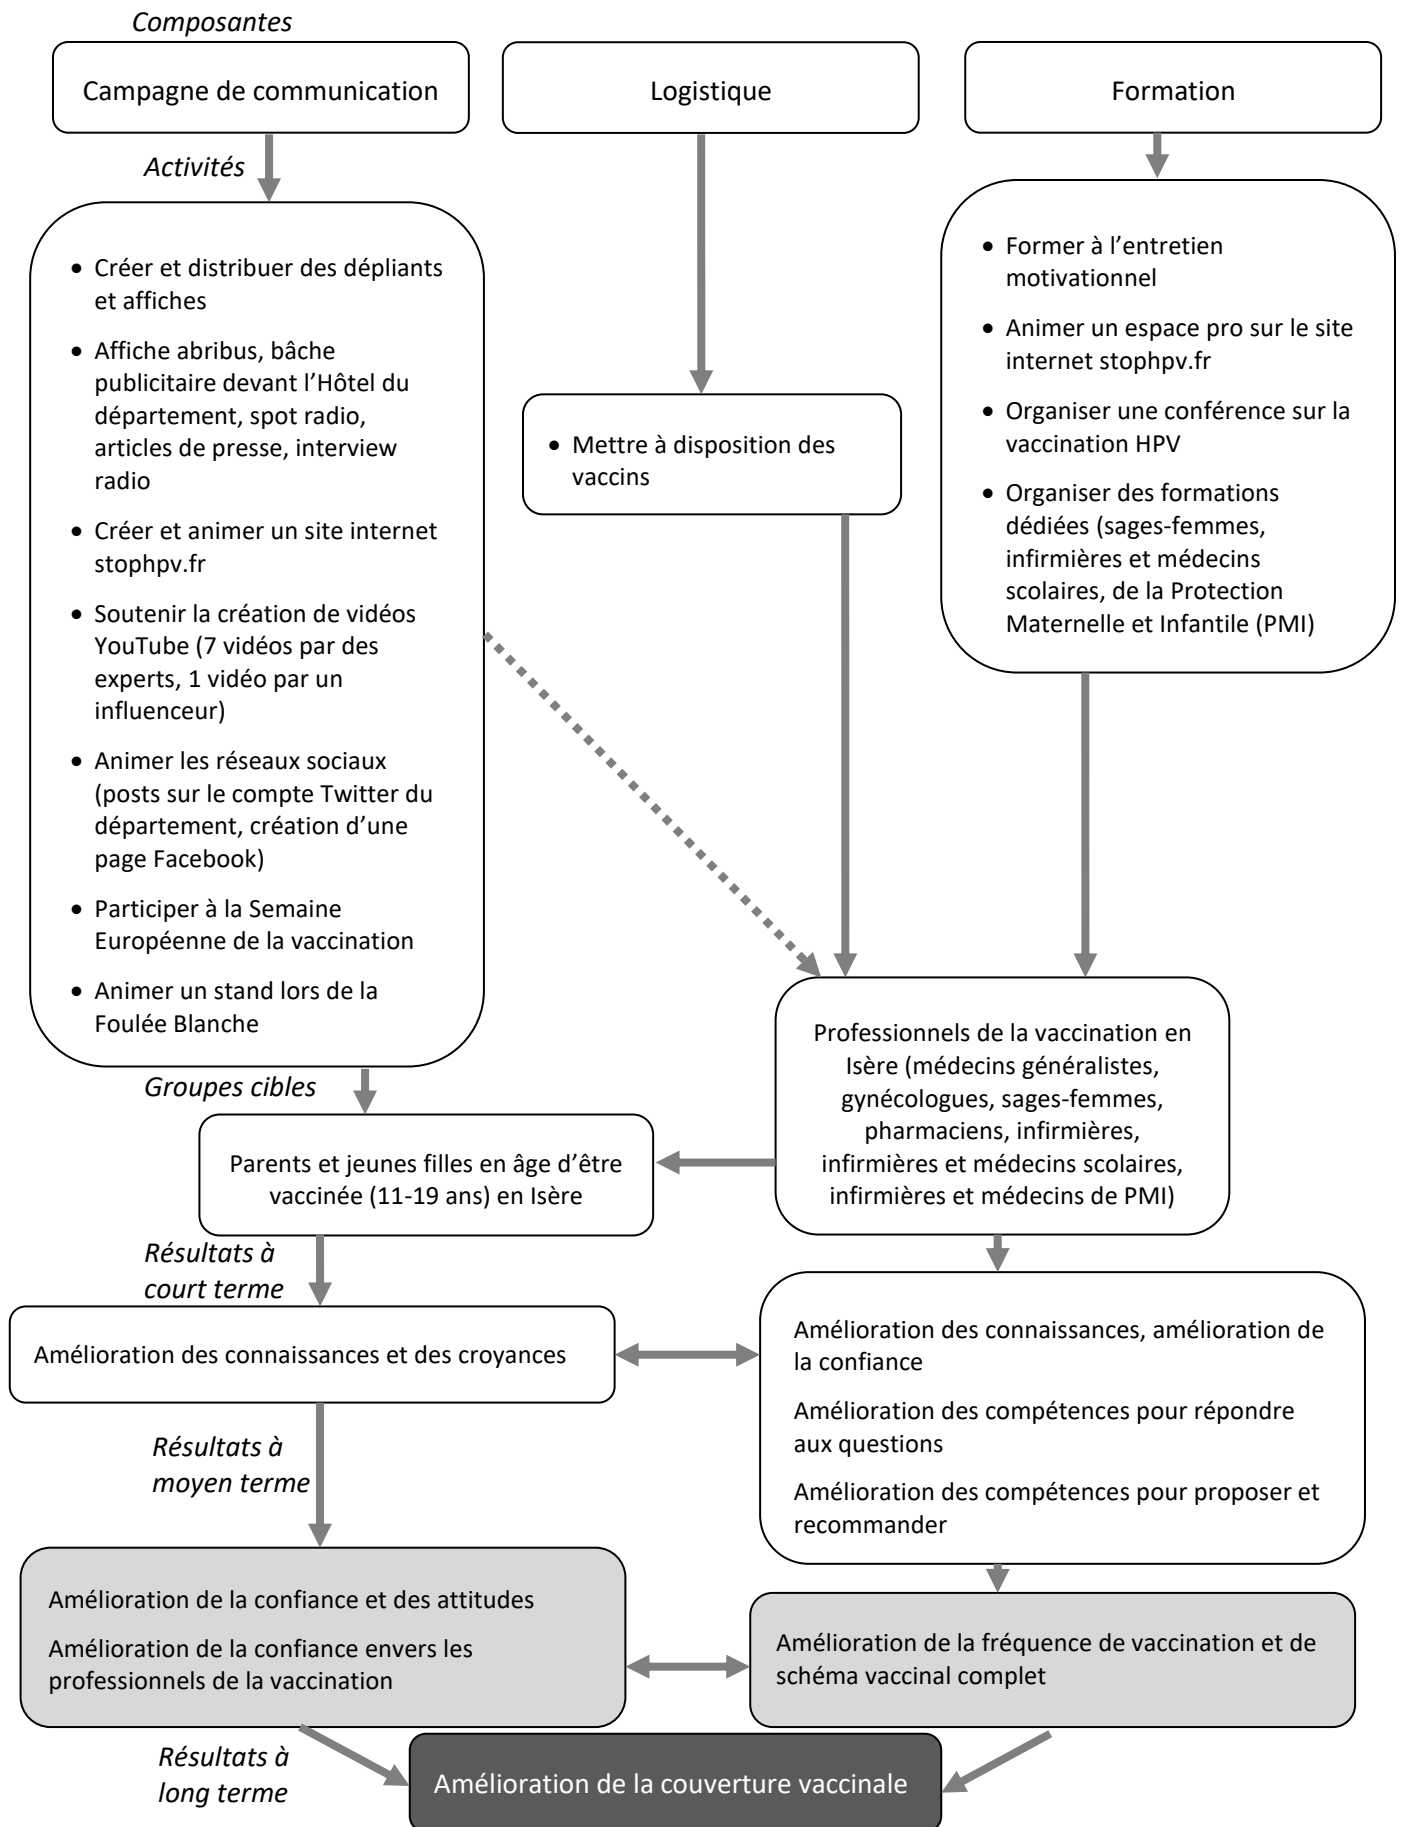 Composantes
Campagne de communication
Logistique
Formation
Activités
• Créer et distribuer des dépliants
et affiches
• Affiche abribus, bâche
publicitaire devant l’Hôtel du
département, spot radio,
articles de presse, interview
radio
• Créer et animer un site internet
stophpv.fr
• Soutenir la création de vidéos
YouTube (7 vidéos par des
experts, 1 vidéo par un
influenceur)
• Animer les réseaux sociaux
(posts sur le compte Twitter du
département, création d’une
page Facebook)
• Participer à la Semaine
Européenne de la vaccination
• Animer un stand lors de la
Foulée Blanche
• Mettre à disposition des
vaccins
• Former à l’entretien
motivationnel
• Animer un espace pro sur le site
internet stophpv.fr
• Organiser une conférence sur la
vaccination HPV
• Organiser des formations
dédiées (sages-femmes,
infirmières et médecins
scolaires, de la Protection
Maternelle et Infantile (PMI)
Groupes cibles
Parents et jeunes filles en âge d’être
vaccinée (11-19 ans) en Isère
Professionnels de la vaccination en
Isère (médecins généralistes,
gynécologues, sages-femmes,
pharmaciens, infirmières,
infirmières et médecins scolaires,
infirmières et médecins de PMI)
Résultats à
court terme
Amélioration des connaissances et des croyances
Amélioration des connaissances, amélioration de
la confiance
Amélioration des compétences pour répondre
aux questions
Amélioration des compétences pour proposer et
recommander
Résultats à
moyen terme
Amélioration de la confiance et des attitudes
Amélioration de la confiance envers les
professionnels de la vaccination
Amélioration de la fréquence de vaccination et de
schéma vaccinal complet
Résultats à
long terme
Amélioration de la couverture vaccinale